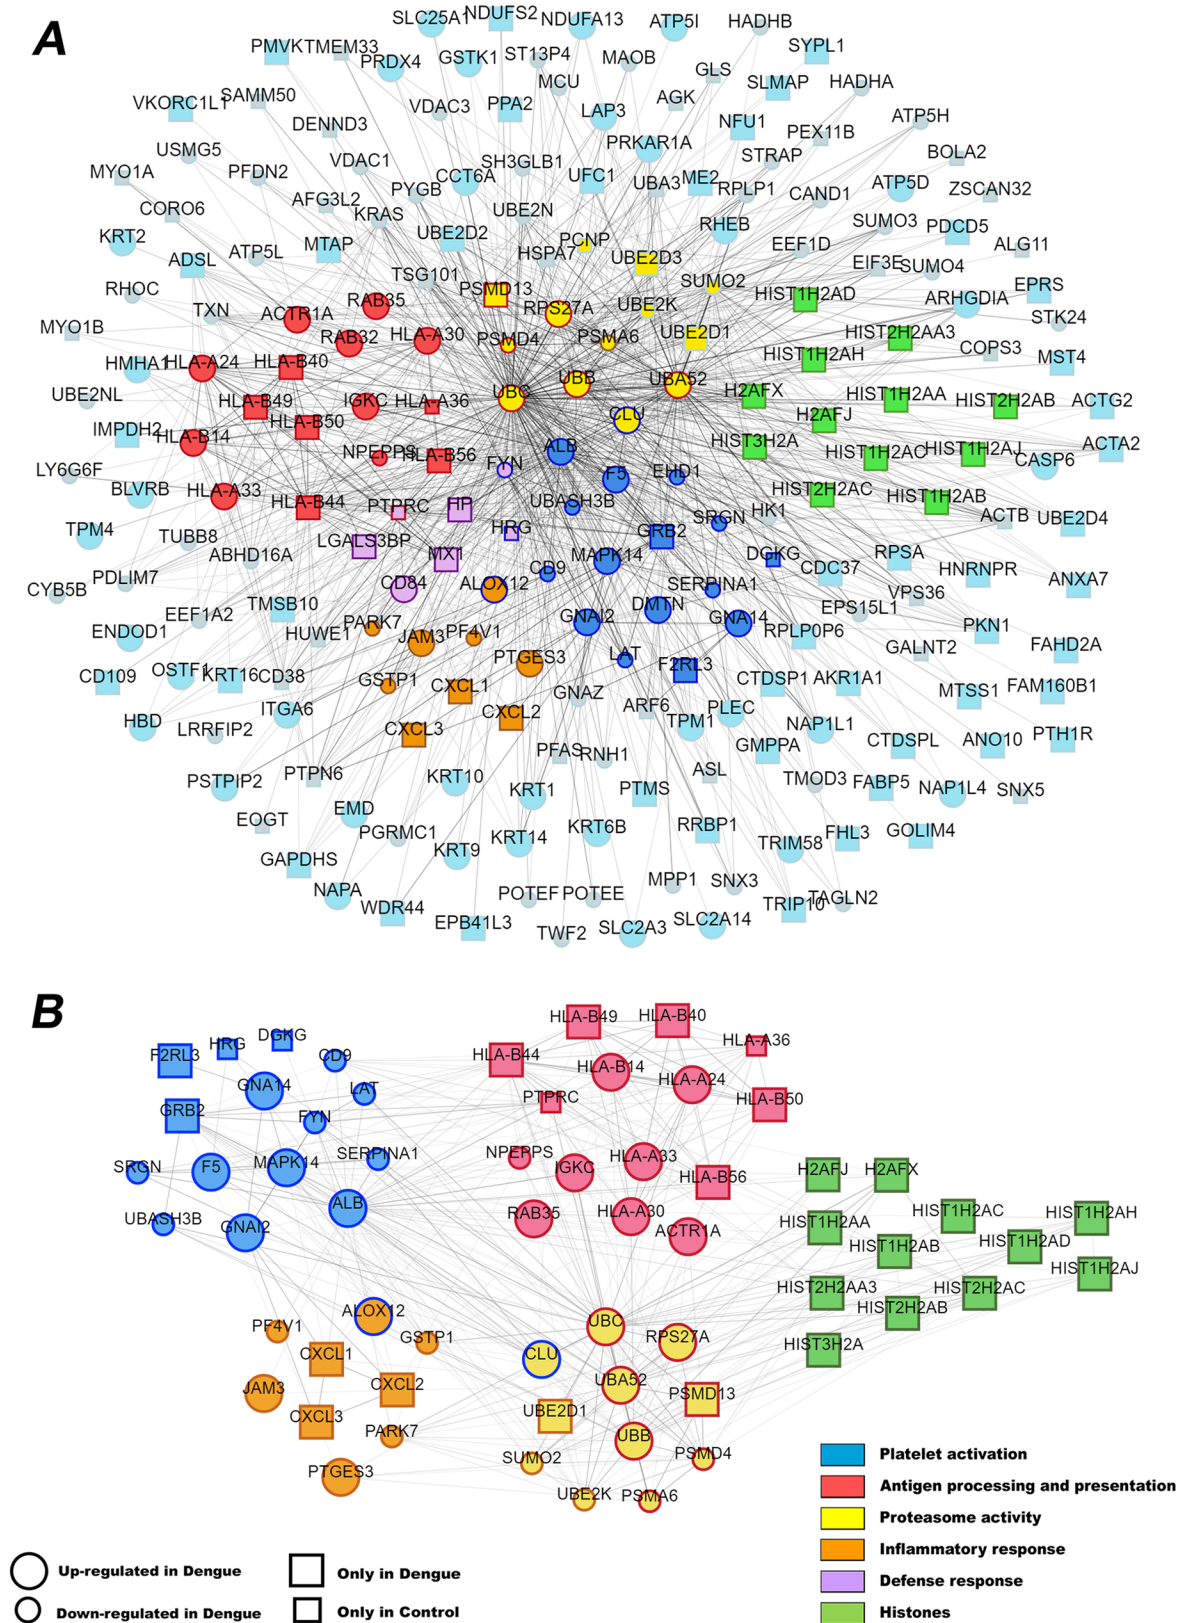 A
SLC25A1 NDUFS2 NDUFA13 ATP5I HADHB
PMVK TMEM33 PRDX4 GSTK1 ST13P4 MAOB GLS SYPL1
VKORC1L1 SAMM50 VDAC3 PPA2 MCU LAP3 AGK SLMAP HADHA
DENND3 PRKAR1A NFU1 PEX11B ATP5H
USMG5 VDAC1 SH3GLB1 STRAP BOLA2
MYO1A PFDN2 PYGB CCT6A UFC1 UBA3 ME2 RPLP1 CAND1 ATP5D ZSCAN32
CORO6 AFG3L2 KRAS UBE2N RHEB SUMO3 PDCD5
KRT2 ATP5L MTAP UBE2D2 PCNP EEF1D ALG11
ADSL TSG101 HSPA7 UBE2D3 SUMO2 EIF3E SUMO4
RHOC TXN ACTR1A RAB35 PSMD13 RPS27A UBE2K HIST1H2AD ARHGDIA EPRS
MYO1B RAB32 HLA-A30 PSMD4 PSMA6 UBE2D1 HIST2H2AA3 STK24
HMHA1 HLA-A24 HLA-B40 HIST1H2AH COPS3 MST4
UBE2NL HLA-B49 IGKC HLA-A36 UBC UBB UBA52 H2AFX HIST1H2AA HIST2H2AB ACTG2
IMPDH2 HLA-B14 HLA-B50 CLU H2AFJ
LY6G6F NPEPPS HLA-B56 FYN ALB HIST3H2A HIST1H2AC HIST1H2AJ ACTA2
BLVRB HLA-A33 HLA-B44 F5 EHD1 CASP6
TPM4 PTPRC HP UBASH3B SRGN HK1 HIST2H2AC HIST1H2AB
TUBB8 LGALS3BP HRG GRB2 ACTB UBE2D4
ABHD16A MX1 CD9 MAPK14 DGKG RPSA
CYB5B PDLIM7 CD84 ALOX12 SERPINA1 CDC37 HNRNPR ANXA7
EEF1A2 TMSB10 GNAI2 DMTN GNA14 EPS15L1 VPS36
ENDOD1 HUWE1 PARK7 JAM3 PF4V1 RPLP0P6 PKN1
CD109 OSTF1 KRT16 CD38 GSTP1 PTGES3 LAT F2RL3 GALNT2 FAHD2A
CXCL1 GNAZ CTDSP1 AKR1A1 MTSS1 FAM160B1
HBD LRRFIP2 ITGA6 CXCL3 CXCL2 ARF6 TPM1 PLEC NAP1L1
PFAS RNH1 GMPPA CTDSPL ANO10 PTH1R
PSTPIP2 PTPN6 KRT10 KRT1 PTMS ASL TMOD3 FABP5 NAP1L4 SNX5
EOGT EMD PGRMC1 KRT14 KRT6B RRBP1 FHL3 GOLIM4
GAPDHS KRT9 TRIM58
NAPA POTEF POTEE MPP1 SNX3
WDR44 EPB41L3 TWF2 SLC2A3 SLC2A14 TRIP10 TAGLN2
B
HLA-B49 HLA-B40
F2RL3 HRG DGKG CD9 HLA-B44 HLA-B14 HLA-A36
GNA14 LAT HLA-A24
GRB2 FYN PTPRC HLA-B50
SRGN F5 MAPK14 SERPINA1 NPEPPS IGKC HLA-A33 HLA-B56 H2AFJ H2AFX
UBASH3B GNAI2 ALB RAB35 HLA-A30 ACTR1A HIST1H2AA HIST1H2AC HIST1H2AH
HIST1H2AB HIST1H2AD
HIST1H2AJ
HIST2H2AA3 HIST2H2AC
PF4V1 ALOX12 GSTP1 UBC RPS27A HIST2H2AB
CXCL1 CLU HIST3H2A
JAM3 CXCL2 UBA52 PSMD13
CXCL3 PARK7 UBE2D1
UBB
PTGES3 SUMO2 PSMD4
UBE2K PSMA6
Platelet activation
Antigen processing and presentation
Proteasome activity
Inflammatory response
Defense response
Histones
Up-regulated in Dengue
Only in Dengue
Down-regulated in Dengue
Only in Control